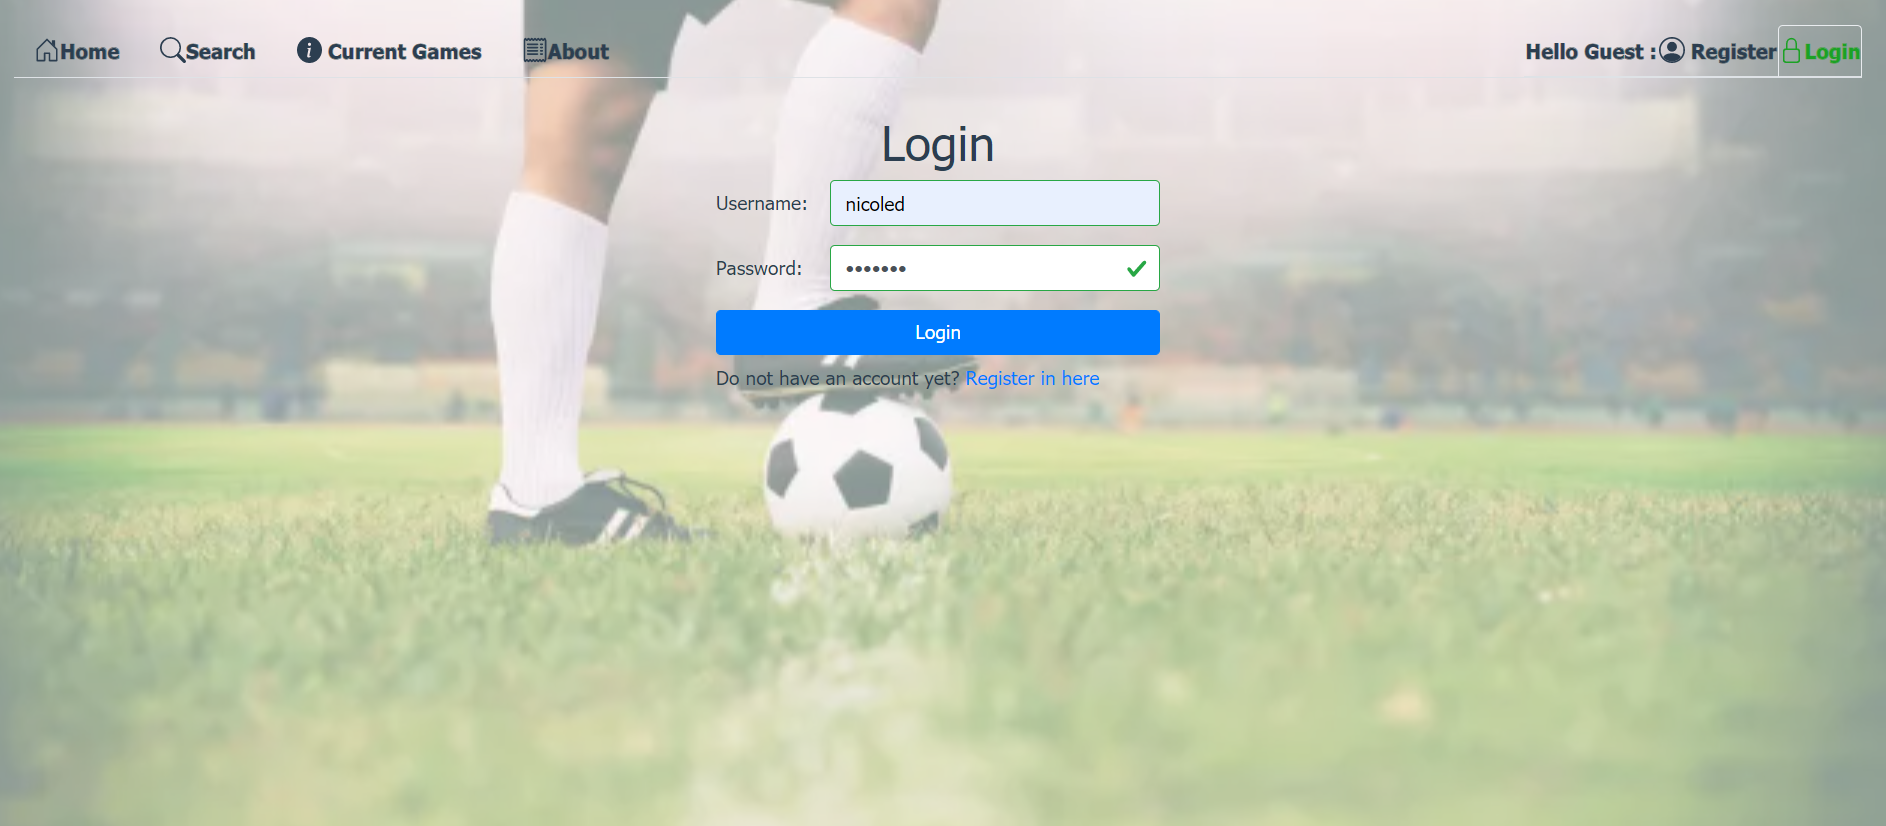 Home Search Current Games About Hello Guest : Register Login
Login
Username: nicoled
Password: •••••••
Login
Do not have an account yet? Register in here